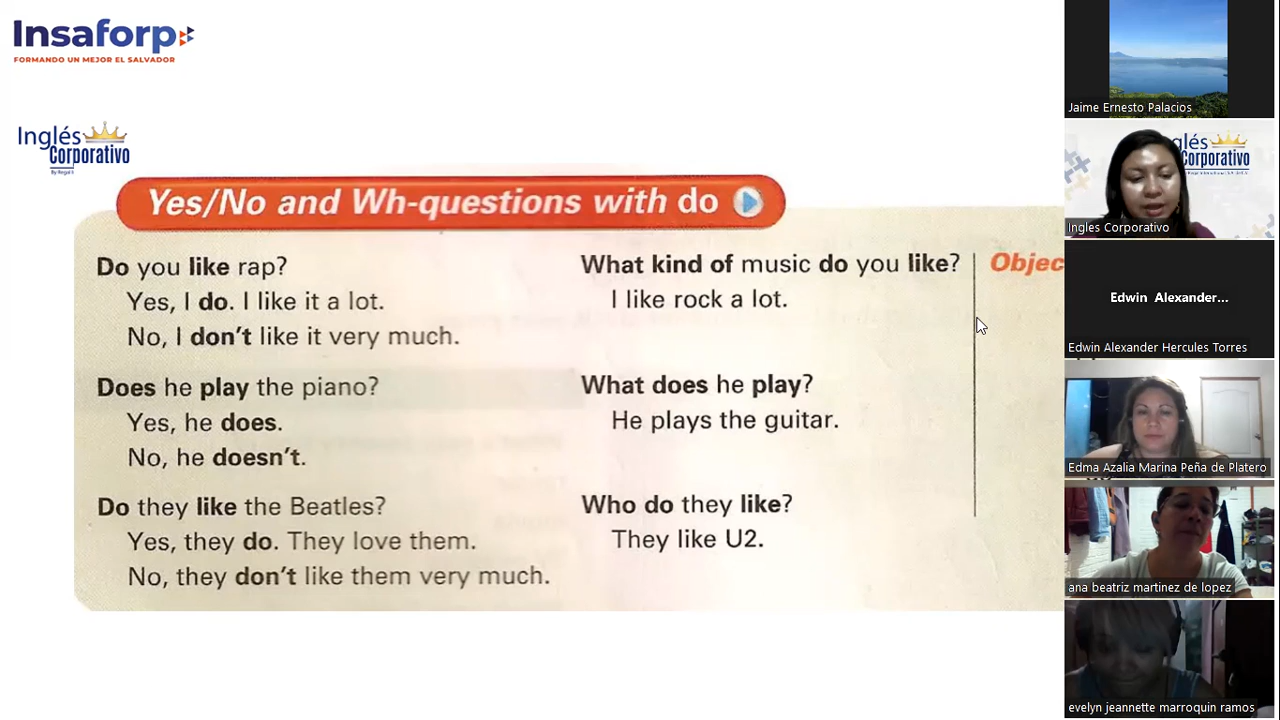 Insaforp
FORMANDO UN MEJOR EL SALVADOR
Inglés
Corporativo
Yes/No and Wh-questions with do
Do you like rap?
Yes, I do. I like it a lot.
No, I don't like it very much.
Does he play the piano?
Yes, he does.
No, he doesn't.
Do they like the Beatles?
Yes, they do. They love them.
No, they don't like them very much.
What kind of music do you like?
I like rock a lot.
What does he play?
He plays the guitar.
Who do they like?
They like U2.
Objec
Jaime Ernesto Palacios
glés
Corporativo
Ingles Corporativo
Edwin Alexander...
Edwin Alexander Hercules Torres
Edma Azalia Marina Peña de Platero
ana beatriz martinez de lopez
evelyn jeannette marroquin ramos